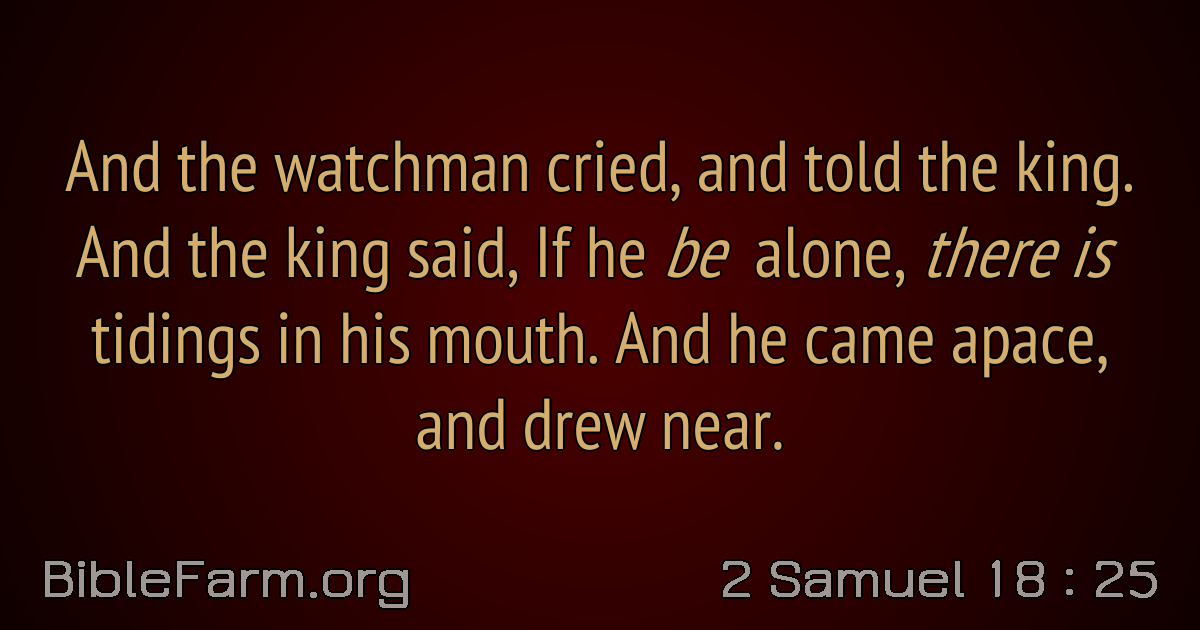 And the watchman cried, and told the king.
And the king said, If he be alone, there is
tidings in his mouth. And he came apace,
and drew near.
BibleFarm.org
2 Samuel 18 : 25